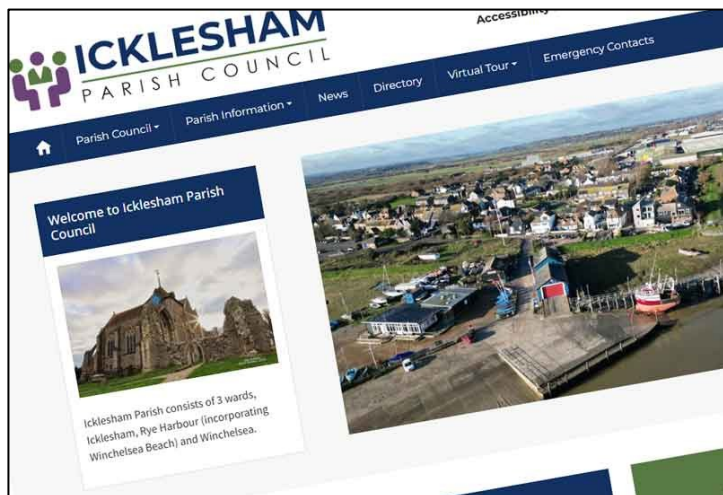 ICKLESHAM
PARISH COUNCIL
Accessibility
Parish Council
Parish Information
News
Directory
Virtual Tour
Emergency Contacts
Welcome to Icklesham Parish
Council
Icklesham Parish consists of 3 wards,
Icklesham, Rye Harbour (incorporating
Winchelsea Beach) and Winchelsea.